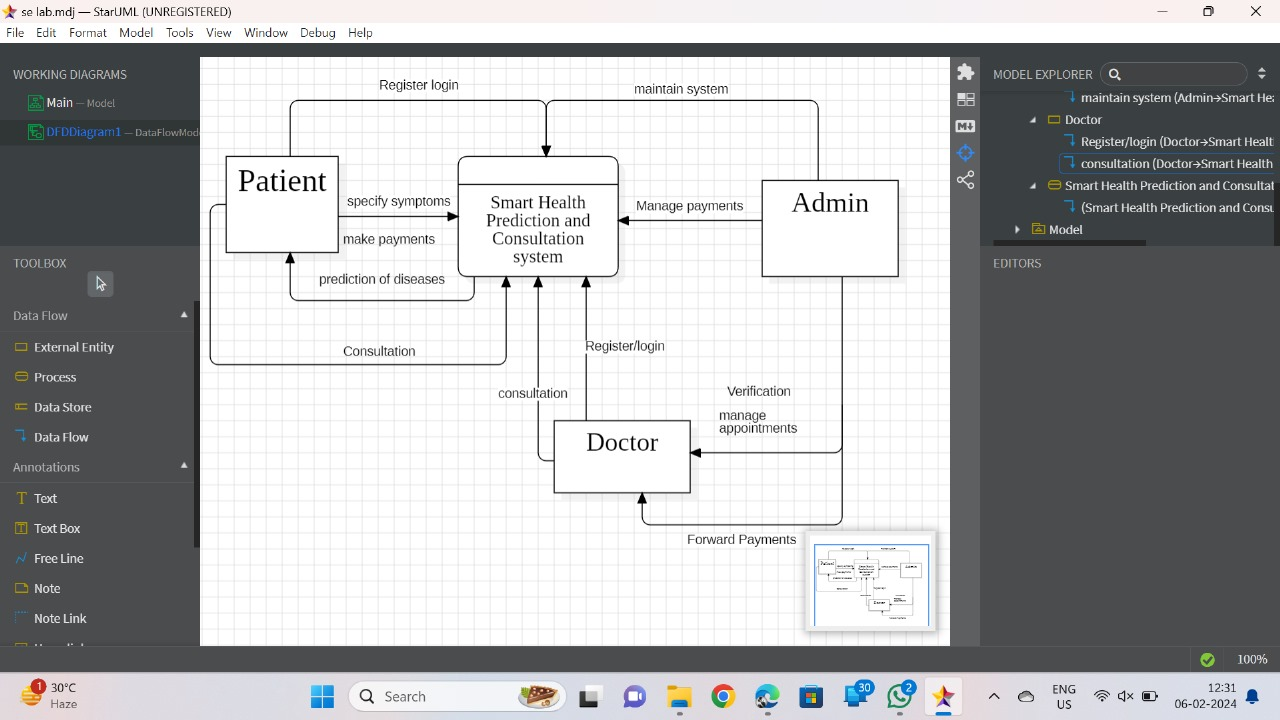 se lab.mdj — StarUML (UNREGISTERED)
File Edit Format Model Tools View Window Debug Help
WORKING DIAGRAMS
Main — Model
DFDDiagram1 — DataFlowMod
TOOLBOX
Data Flow
External Entity
Process
Data Store
Data Flow
Annotations
Text
Text Box
Free Line
Note
Note Link
Register login
maintain system
Patient
specify symptoms
make payments
prediction of diseases
Consultation
Smart Health
Prediction and
Consultation
system
Manage payments
Admin
Register/login
consultation
Verification
manage
appointments
Doctor
Forward Payments
MODEL EXPLORER
maintain system (Admin→Smart Hea
Doctor
Register/login (Doctor→Smart Healt
consultation (Doctor→Smart Health
Smart Health Prediction and Consultat
(Smart Health Prediction and Consu
Model
EDITORS
100%
1
30°C
Haze
Search
30
2
ENG
US
12:31
06-02-2024